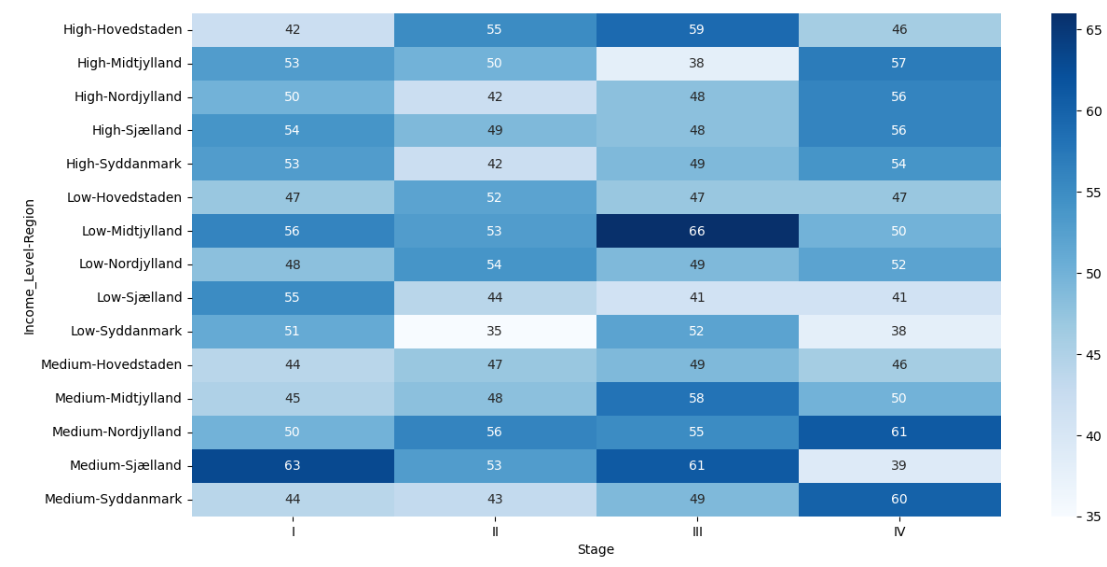 High-Hovedstaden 42 55 59 46
High-Midtjylland 53 50 38 57
High-Nordjylland 50 42 48 56
High-Sjælland 54 49 48 56
High-Syddanmark 53 42 49 54
Low-Hovedstaden 47 52 47 47
Low-Midtjylland 56 53 66 50
Low-Nordjylland 48 54 49 52
Low-Sjælland 55 44 41 41
Low-Syddanmark 51 35 52 38
Medium-Hovedstaden 44 47 49 46
Medium-Midtjylland 45 48 58 50
Medium-Nordjylland 50 56 55 61
Medium-Sjælland 63 53 61 39
Medium-Syddanmark 44 43 49 60
I II III IV
Stage
Income_Level-Region
65
60
55
50
45
40
35